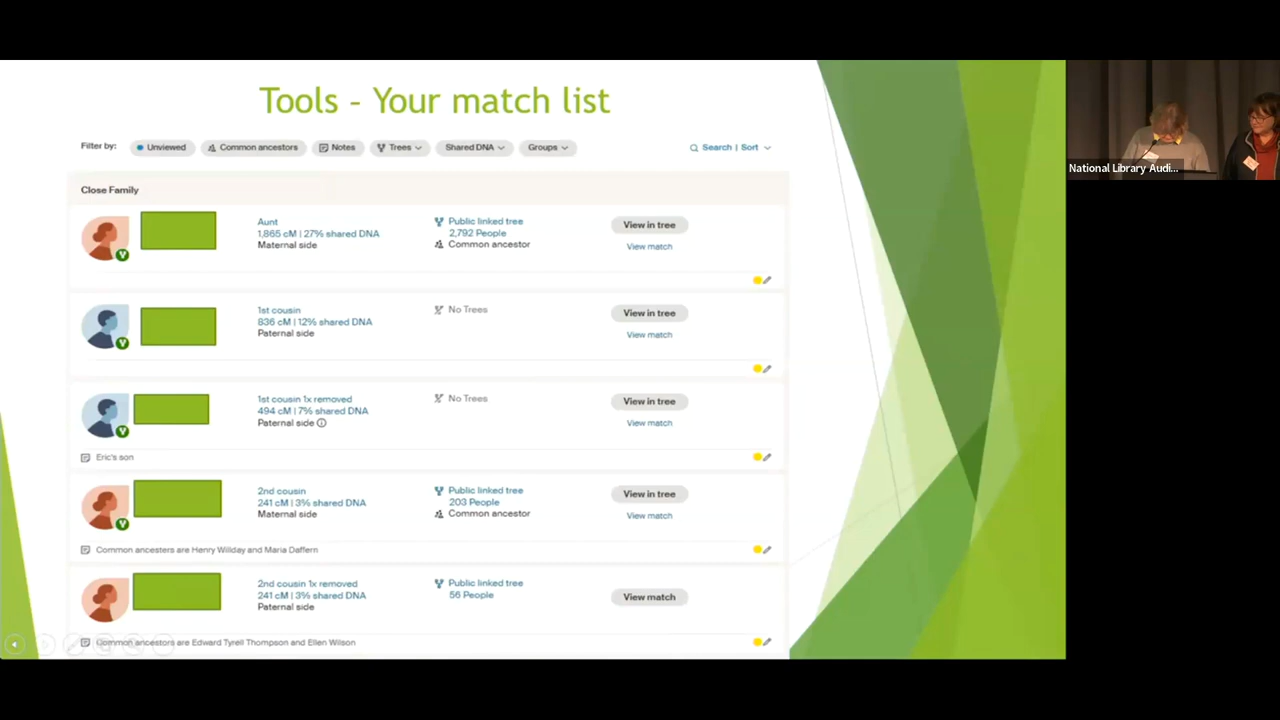 Tools - Your match list
Filter by: Unviewed Common ancestors Notes Trees Shared DNA Groups Search | Sort
Close Family
Aunt
1,865 cM | 27% shared DNA
Maternal side
Public linked tree
2,792 People
Common ancestor
View in tree
View match
1st cousin
836 cM | 12% shared DNA
Paternal side
No Trees
View in tree
View match
1st cousin 1x removed
494 cM | 7% shared DNA
Paternal side
No Trees
View in tree
View match
Eric's son
2nd cousin
241 cM | 3% shared DNA
Maternal side
Public linked tree
203 People
Common ancestor
View in tree
View match
Common ancesters are Henry Willday and Maria Daffern
2nd cousin 1x removed
241 cM | 3% shared DNA
Paternal side
Public linked tree
56 People
View match
Common ancestors are Edward Tyrell Thompson and Ellen Wilson
National Library Audi...